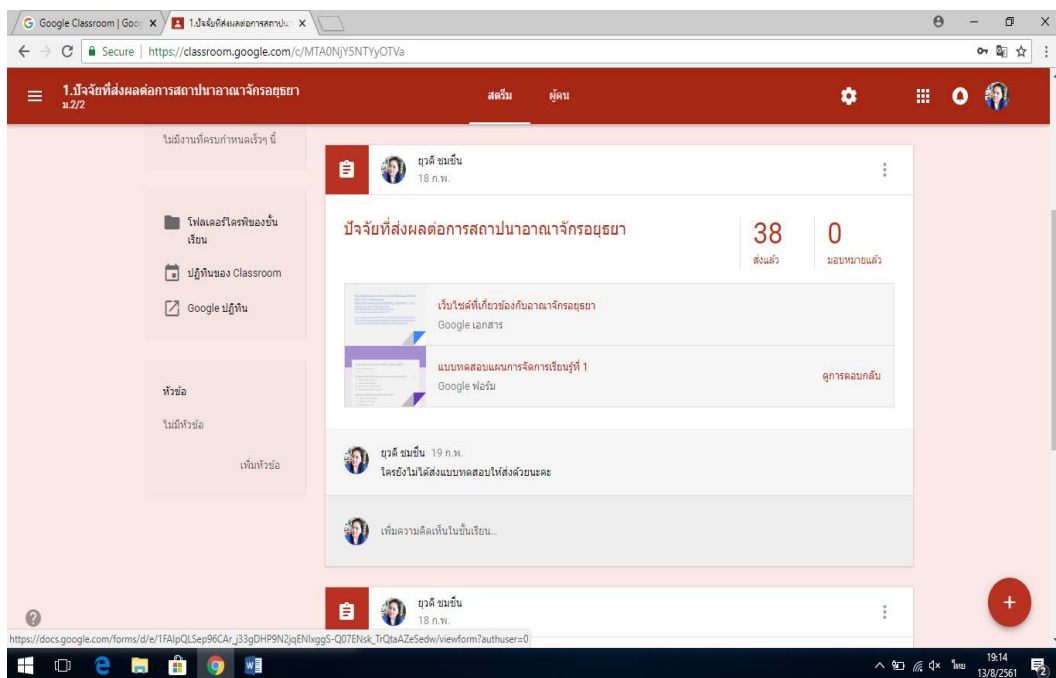 Google Classroom | Goo
1.ปัจจัยที่ส่งผลต่อการสถาปนา
Secure | https://classroom.google.com/c/MTA0NjY5NTYyOTVa
1.ปัจจัยที่ส่งผลต่อการสถาปนาอาณาจักรอยุธยา
ม.2/2
สตรีม
ผู้คน
ไม่มีงานที่ครบกำหนดเร็วๆ นี้
โฟลเดอร์ไดรฟ์ของชั้น
เรียน
ปฏิทินของ Classroom
Google ปฏิทิน
หัวข้อ
ไม่มีหัวข้อ
เพิ่มหัวข้อ
ยุวดี ชมชื่น
18 ก.พ.
ปัจจัยที่ส่งผลต่อการสถาปนาอาณาจักรอยุธยา
38
ส่งแล้ว
0
มอบหมายแล้ว
เว็บไซต์ที่เกี่ยวข้องกับอาณาจักรอยุธยา
Google เอกสาร
แบบทดสอบแผนการจัดการเรียนรู้ที่ 1
Google ฟอร์ม
ดูการตอบกลับ
ยุวดี ชมชื่น 19 ก.พ.
ใครยังไม่ได้ส่งแบบทดสอบให้ส่งด้วยนะคะ
เพิ่มความคิดเห็นในชั้นเรียน...
ยุวดี ชมชื่น
18 ก.พ.
https://docs.google.com/forms/d/e/1FAIpQLSep96CAr_j33gDHP9N2jqENIxggS-Q07ENsk_TrQtaAZeSedw/viewform?authuser=0
ไทย
19:14
13/8/2561
2